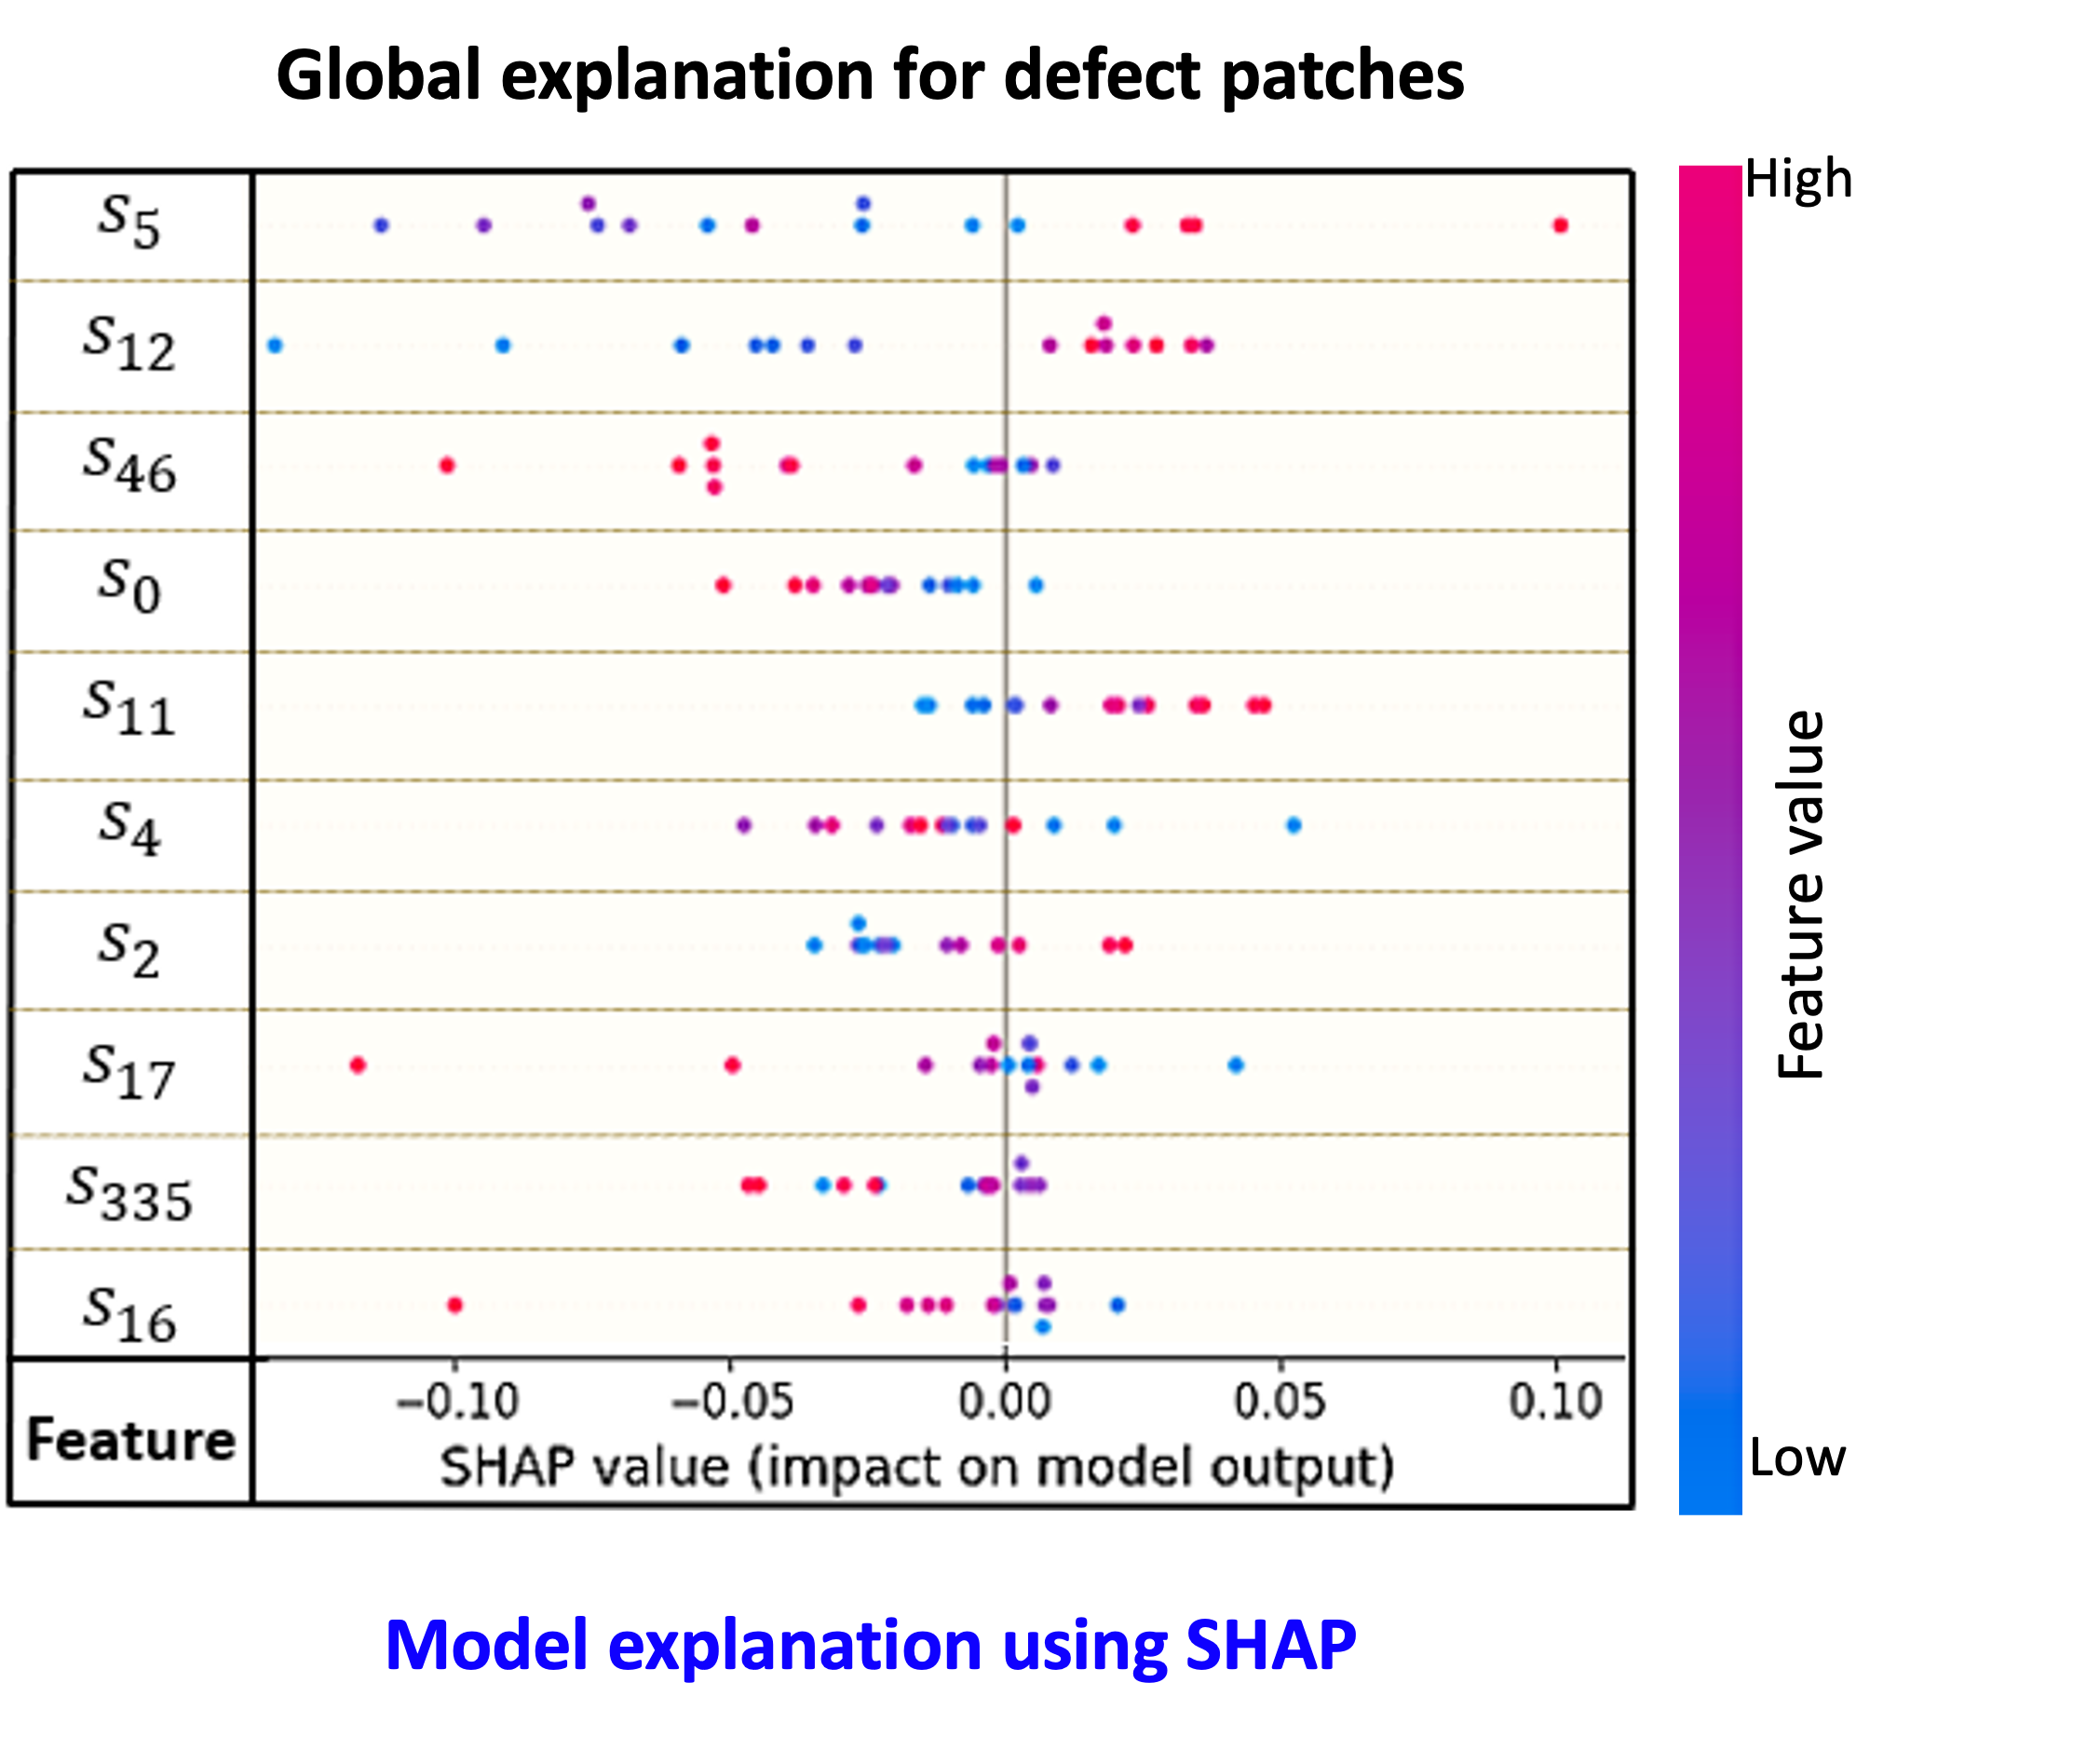 Global explanation for defect patches
High
S5
S12
S46
S0
S11
S4
S2
S17
S335
S16
Feature value
Low
−0.10 −0.05 0.00 0.05 0.10
Feature
SHAP value (impact on model output)
Model explanation using SHAP